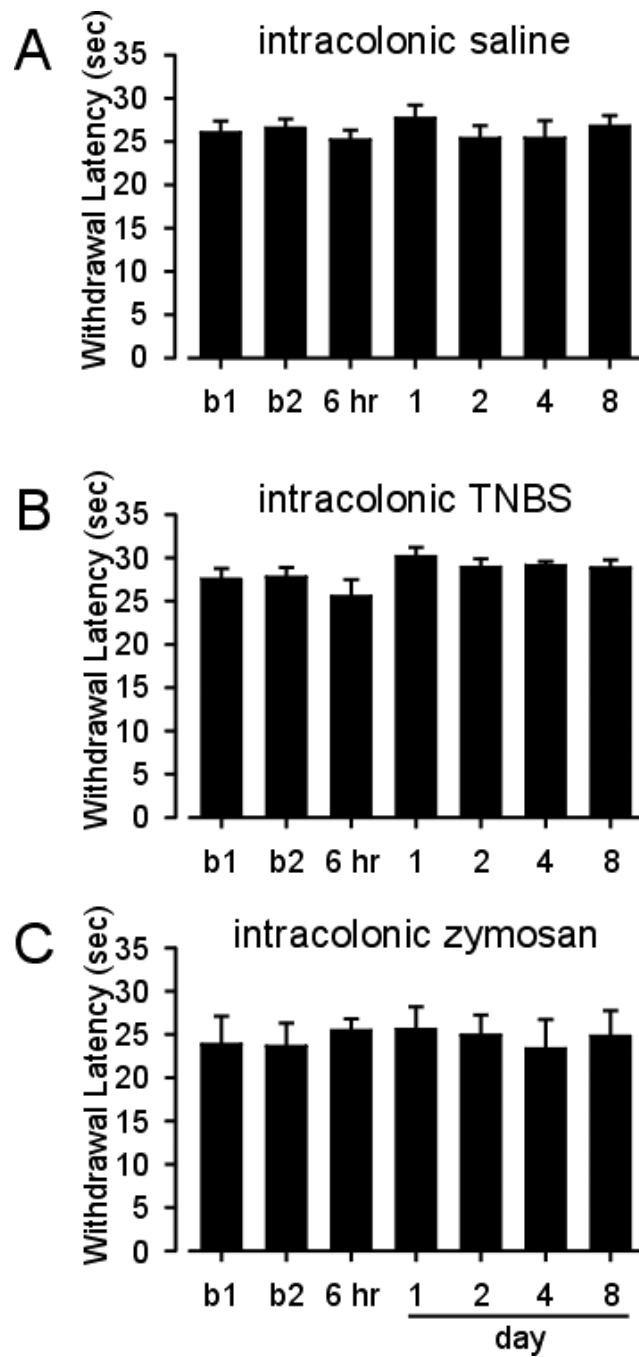 A
intracolonic saline
Withdrawal Latency (sec)
35
30
25
20
15
10
5
0
b1 b2 6 hr 1 2 4 8
B
intracolonic TNBS
Withdrawal Latency (sec)
35
30
25
20
15
10
5
0
b1 b2 6 hr 1 2 4 8
C
intracolonic zymosan
Withdrawal Latency (sec)
35
30
25
20
15
10
5
0
b1 b2 6 hr 1 2 4 8
day